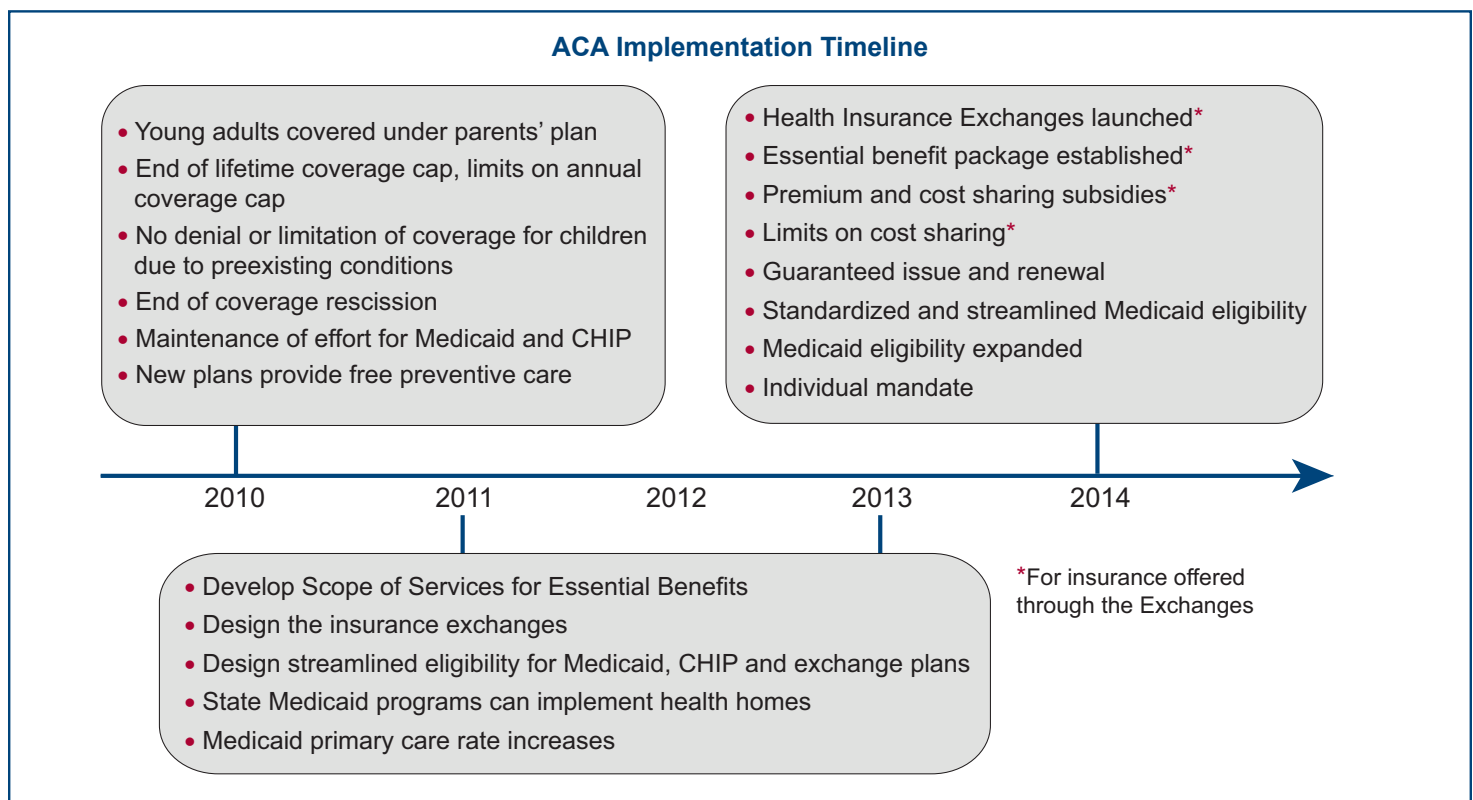 ACA Implementation Timeline
• Young adults covered under parents’ plan
• End of lifetime coverage cap, limits on annual
coverage cap
• No denial or limitation of coverage for children
due to preexisting conditions
• End of coverage rescission
• Maintenance of effort for Medicaid and CHIP
• New plans provide free preventive care
• Health Insurance Exchanges launched*
• Essential benefit package established*
• Premium and cost sharing subsidies*
• Limits on cost sharing*
• Guaranteed issue and renewal
• Standardized and streamlined Medicaid eligibility
• Medicaid eligibility expanded
• Individual mandate
2010 2011 2012 2013 2014
• Develop Scope of Services for Essential Benefits
• Design the insurance exchanges
• Design streamlined eligibility for Medicaid, CHIP and exchange plans
• State Medicaid programs can implement health homes
• Medicaid primary care rate increases
*For insurance offered
through the Exchanges